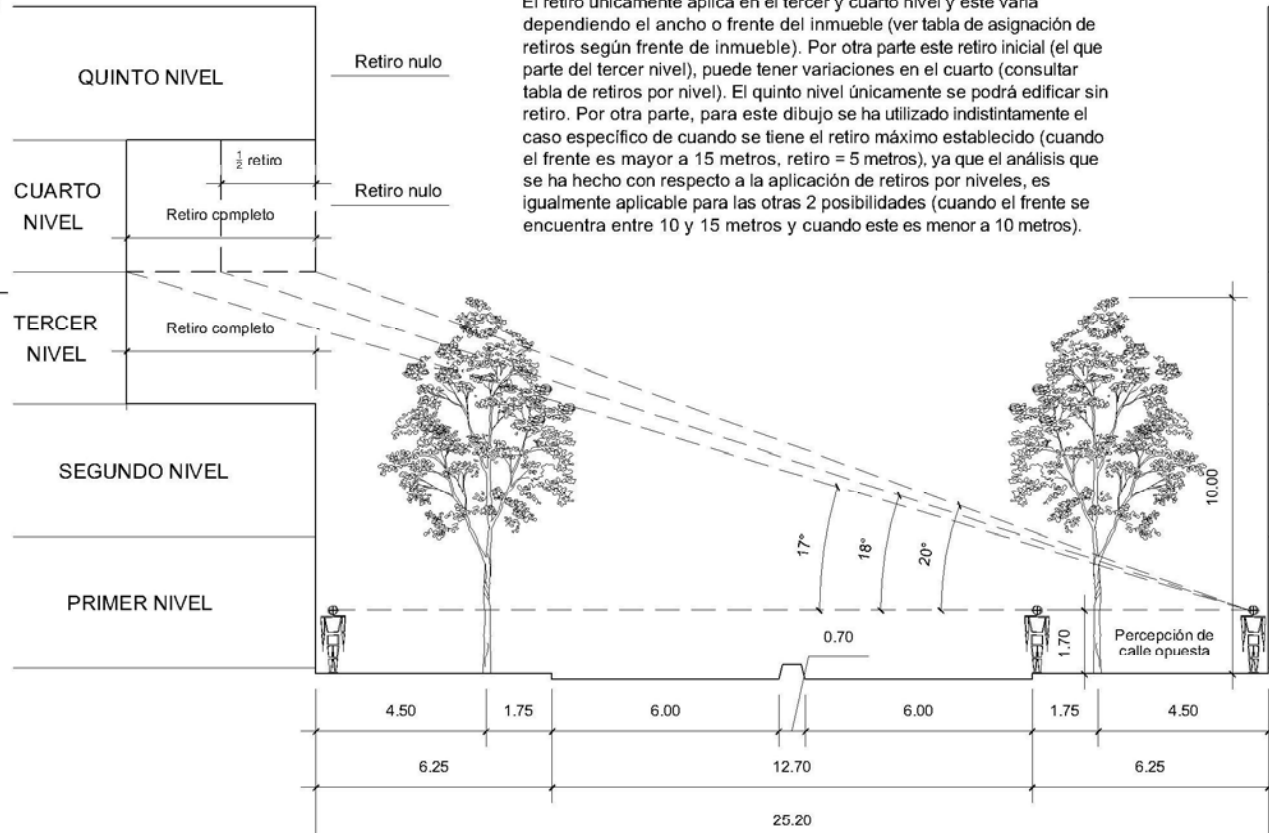 El retiro únicamente aplica en el tercer y cuarto nivel y este varía
dependiendo el ancho o frente del inmueble (ver tabla de asignación de
retiros según frente de inmueble). Por otra parte este retiro inicial (el que
parte del tercer nivel), puede tener variaciones en el cuarto (consultar
tabla de retiros por nivel). El quinto nivel únicamente se podrá edificar sin
retiro. Por otra parte, para este dibujo se ha utilizado indistintamente el
caso específico de cuando se tiene el retiro máximo establecido (cuando
el frente es mayor a 15 metros, retiro = 5 metros), ya que el análisis que
se ha hecho con respecto a la aplicación de retiros por niveles, es
igualmente aplicable para las otras 2 posibilidades (cuando el frente se
encuentra entre 10 y 15 metros y cuando este es menor a 10 metros).
QUINTO NIVEL
Retiro nulo
½ retiro
CUARTO
NIVEL
Retiro completo
Retiro nulo
TERCER
NIVEL
Retiro completo
SEGUNDO NIVEL
PRIMER NIVEL
17°
18°
20°
10.00
0.70
1.70
Percepción de
calle opuesta
4.50
1.75
6.00
6.00
1.75
4.50
6.25
12.70
6.25
25.20